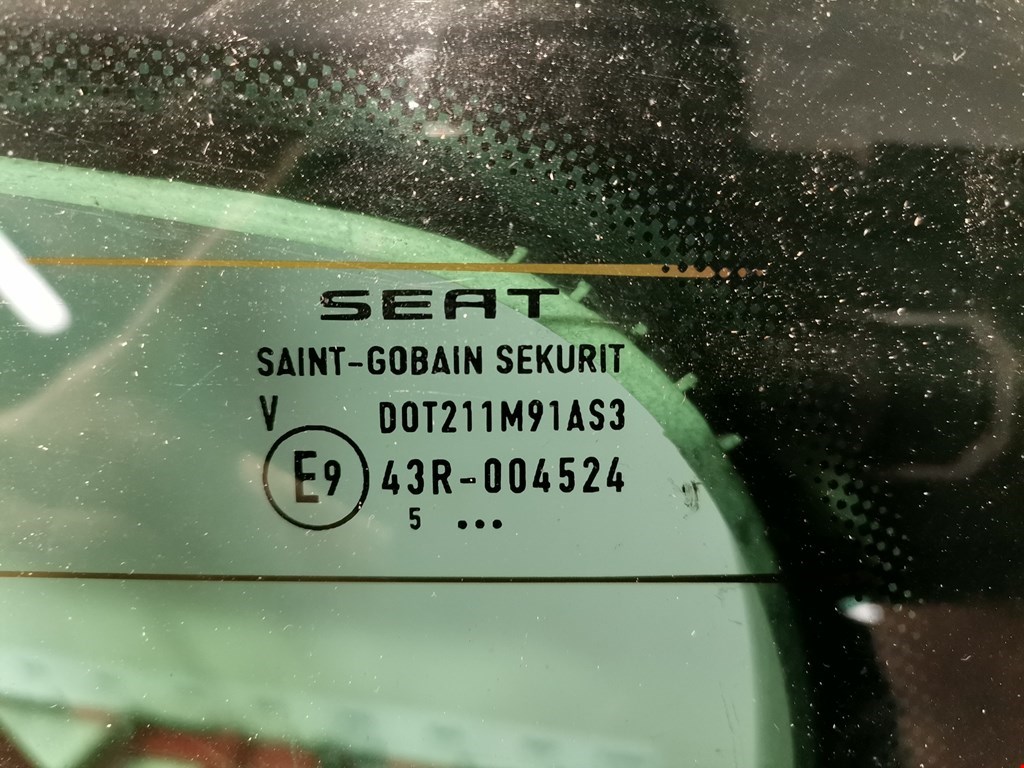 SEAT
SAINT-GOBAIN SEKURIT
V DOT211M91AS3
E9 43R-004524
5 ...